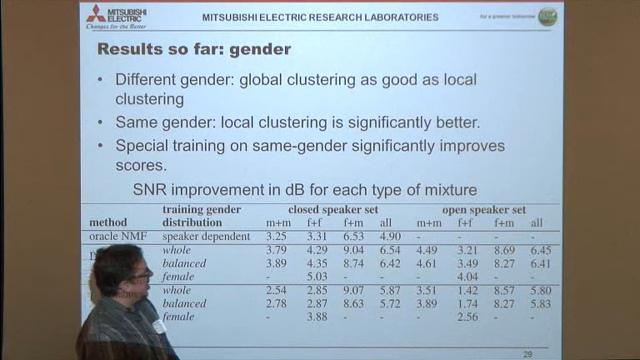 MITSUBISHI ELECTRIC
Changes for the Better
MITSUBISHI ELECTRIC RESEARCH LABORATORIES
for a greener tomorrow
Results so far: gender
• Different gender: global clustering as good as local
clustering
• Same gender: local clustering is significantly better.
• Special training on same-gender significantly improves
scores.
SNR improvement in dB for each type of mixture
training gender closed speaker set open speaker set
method distribution m+m f+f f+m all m+m f+f f+m all
oracle NMF speaker dependent 3.25 3.31 6.53 4.90 - - - -
whole 3.79 4.29 9.04 6.54 4.49 3.21 8.69 6.45
balanced 3.89 4.35 8.74 6.42 4.61 3.49 8.27 6.41
female - 5.03 - - - 4.04 - -
whole 2.54 2.85 9.07 5.87 3.51 1.42 8.57 5.80
balanced 2.78 2.87 8.63 5.72 3.89 1.74 8.27 5.83
female - 3.88 - - - 2.56 - -
29